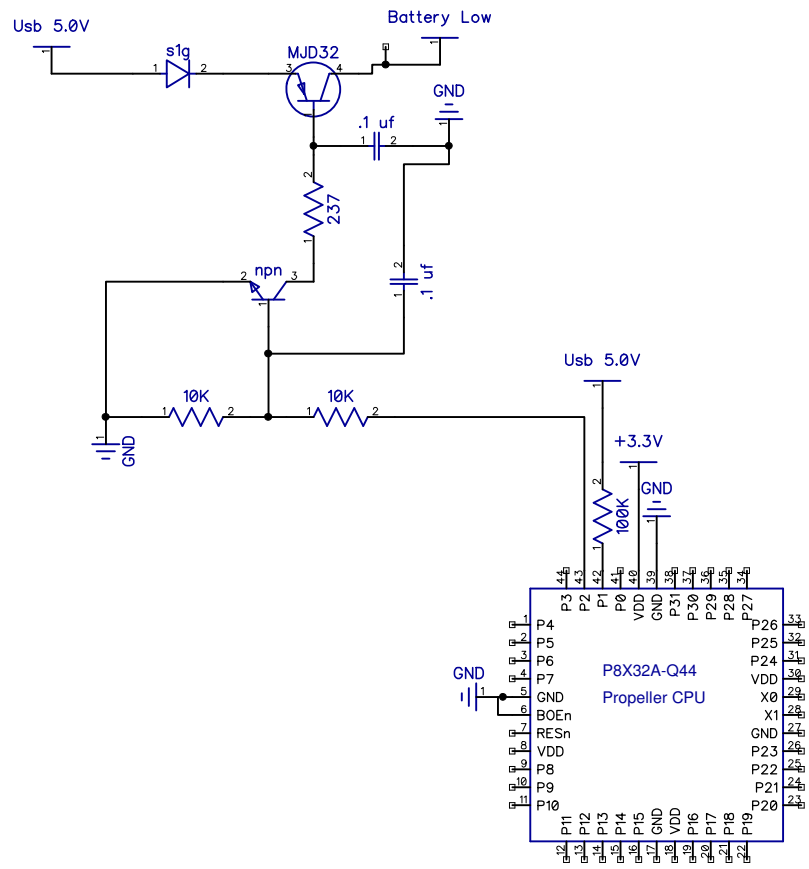 Battery Low
Usb 5.0V
1
1
s1g
1
2
MJD32
3
4
1
GND
1
.1 uf
1
2
2
237
1
2
.1 uf
1
npn
2
3
1
10K
1
2
10K
1
2
1
GND
Usb 5.0V
1
+3.3V
1
GND
1
2
100K
1
44
43
42
41
40
39
38
37
36
35
34
P3
P2
P1
P0
VDD
GND
P31
P30
P29
P28
P27
1 P4
P26 33
2 P5
P25 32
3 P6
P24 31
4 P7
VDD 30
GND
1
5 GND
X0 29
6 BOEn
X1 28
7 RESn
GND 27
8 VDD
P23 26
9 P8
P22 25
10 P9
P21 24
11 P10
P20 23
P8X32A-Q44
Propeller CPU
P11
P12
P13
P14
P15
GND
VDD
P16
P17
P18
P19
12
13
14
15
16
17
18
19
20
21
22